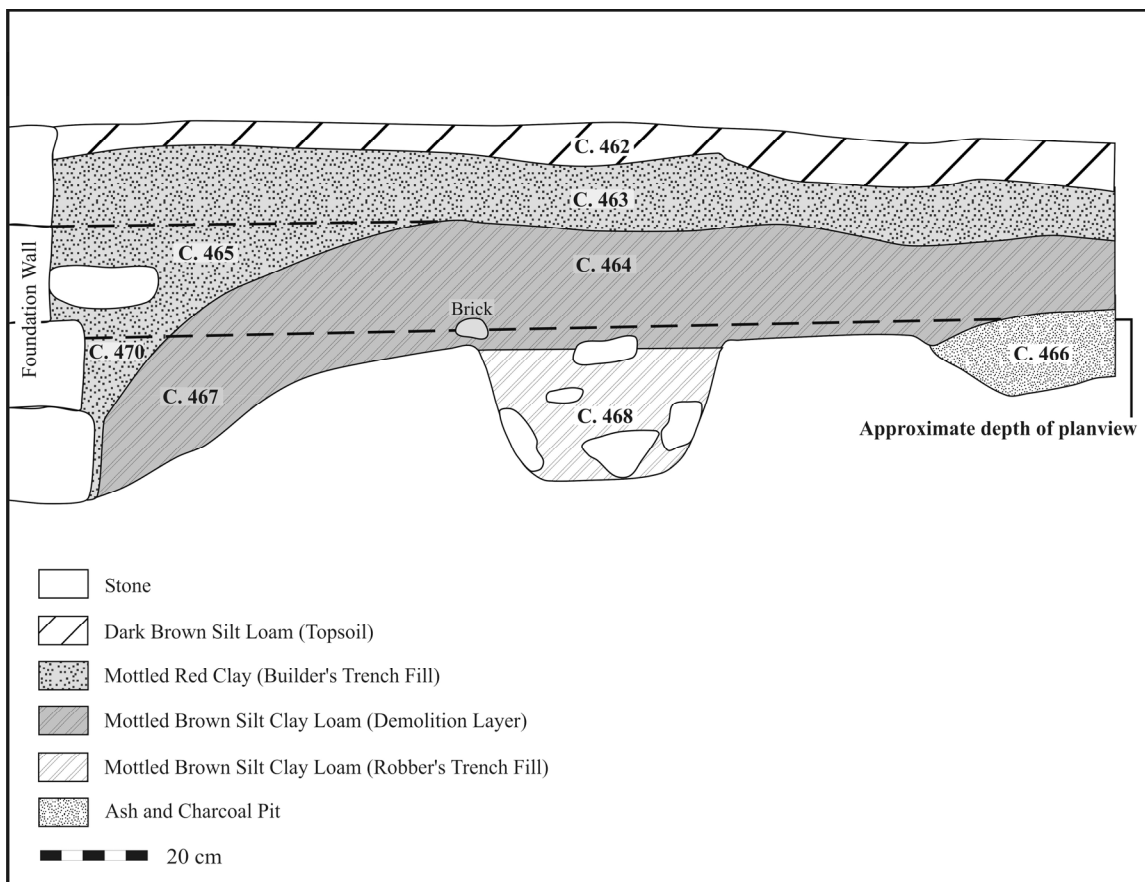 C. 462
C. 463
Foundation Wall
C. 465
C. 464
Brick
C. 470
C. 466
C. 467
C. 468
Approximate depth of planview
Stone
Dark Brown Silt Loam (Topsoil)
Mottled Red Clay (Builder's Trench Fill)
Mottled Brown Silt Clay Loam (Demolition Layer)
Mottled Brown Silt Clay Loam (Robber's Trench Fill)
Ash and Charcoal Pit
20 cm